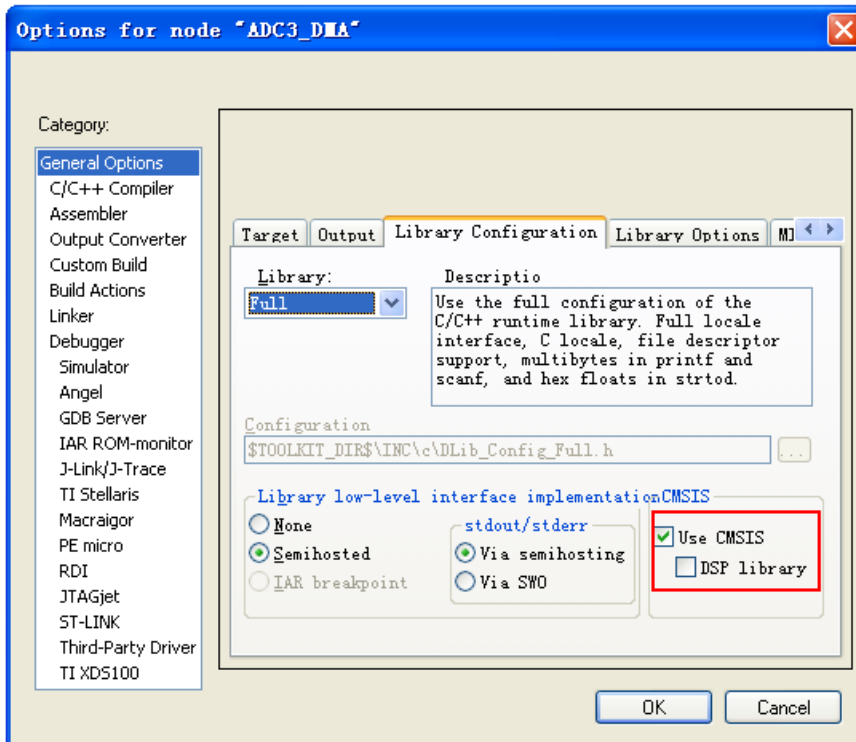 Options for node "ADC3_DMA"
Category:
General Options
C/C++ Compiler
Assembler
Output Converter
Custom Build
Build Actions
Linker
Debugger
Simulator
Angel
GDB Server
IAR ROM-monitor
J-Link/J-Trace
TI Stellaris
Macraigor
PE micro
RDI
JTAGjet
ST-LINK
Third-Party Driver
TI XDS100
Target Output Library Configuration Library Options MI
Library:
Full
Descriptio
Use the full configuration of the
C/C++ runtime library. Full locale
interface, C locale, file descriptor
support, multibytes in printf and
scanf, and hex floats in strtod.
Configuration
$TOOLKIT_DIR$\INC\c\DLib_Config_Full.h
...
Library low-level interface implementation
None
Semihosted
IAR breakpoint
stdout/stderr
Via semihosting
Via SWO
CMSIS
Use CMSIS
DSP library
OK Cancel